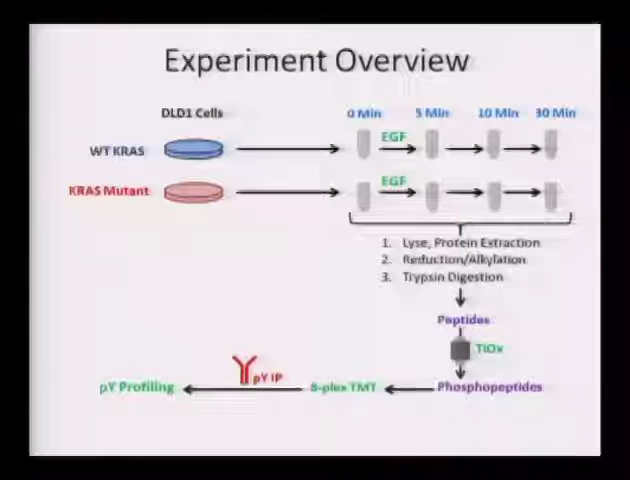 Experiment Overview
DLD1 Cells
0 Min 5 Min 10 Min 30 Min
WT KRAS
EGF
KRAS Mutant
EGF
1. Lyse, Protein Extraction
2. Reduction/Alkylation
3. Trypsin Digestion
Peptides
TiOx
pY Profiling pY IP 8-plex TMT Phosphopeptides